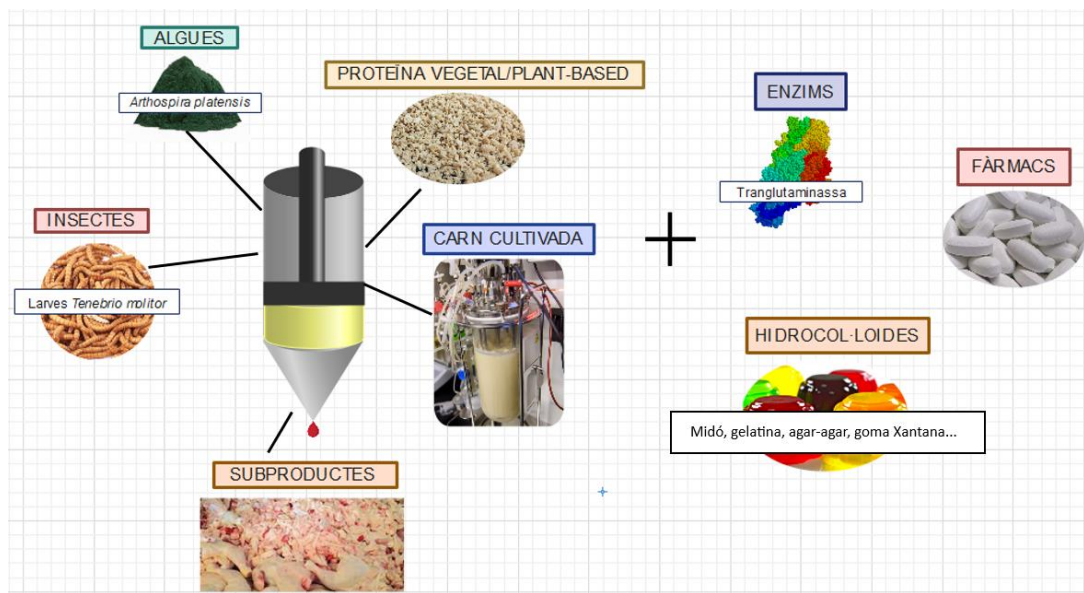 ALGUES
Arthospira platensis
PROTEÏNA VEGETAL/PLANT-BASED
INSECTES
Larves Tenebrio molitor
CARN CULTIVADA
SUBPRODUCTES
+
ENZIMS
Tranglutaminassa
FÀRMACS
HIDROCOL·LOIDES
Midó, gelatina, agar-agar, goma Xantana...